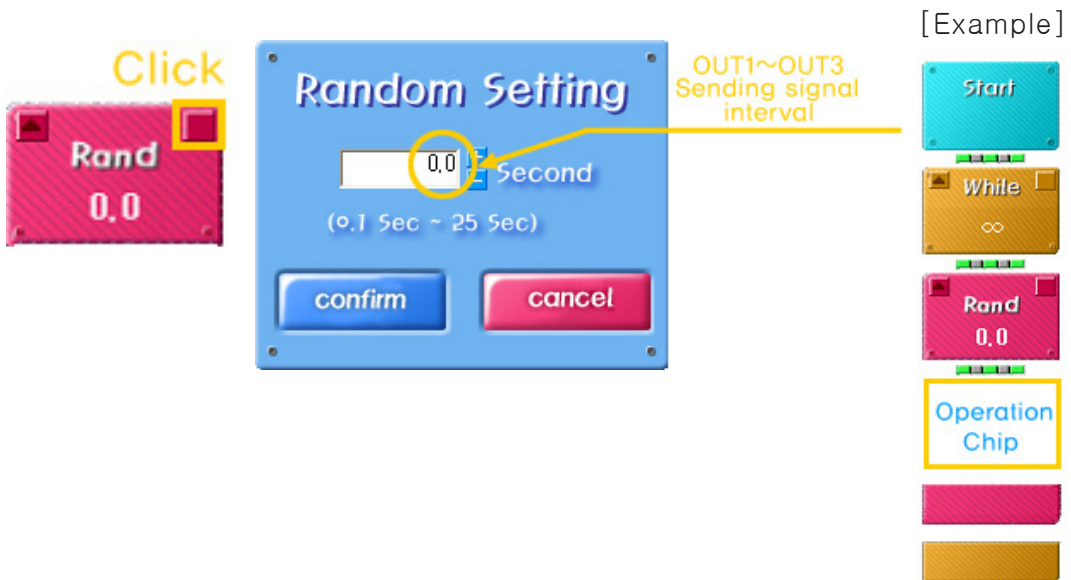 [Example]
Click
Rand
0.0
Random Setting
0.0
Second
(0.1 Sec ~ 25 Sec)
confirm
cancel
OUT1~OUT3
Sending signal
interval
Start
While
∞
Rand
0.0
Operation
Chip